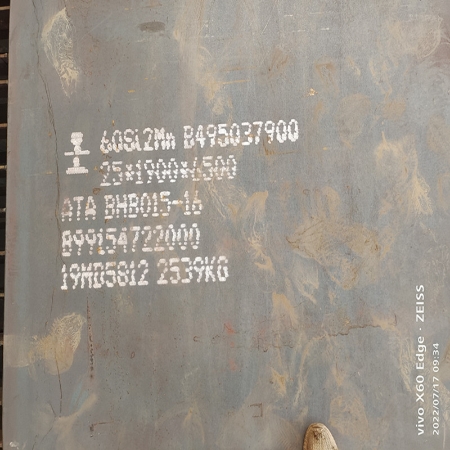 60Si2Mn B495037900
25*1900*6500
ATA BHB015-16
B99154722000
19MD5812 2539KG
vivo X60 Edge · ZEISS
2022/07/17 09:34